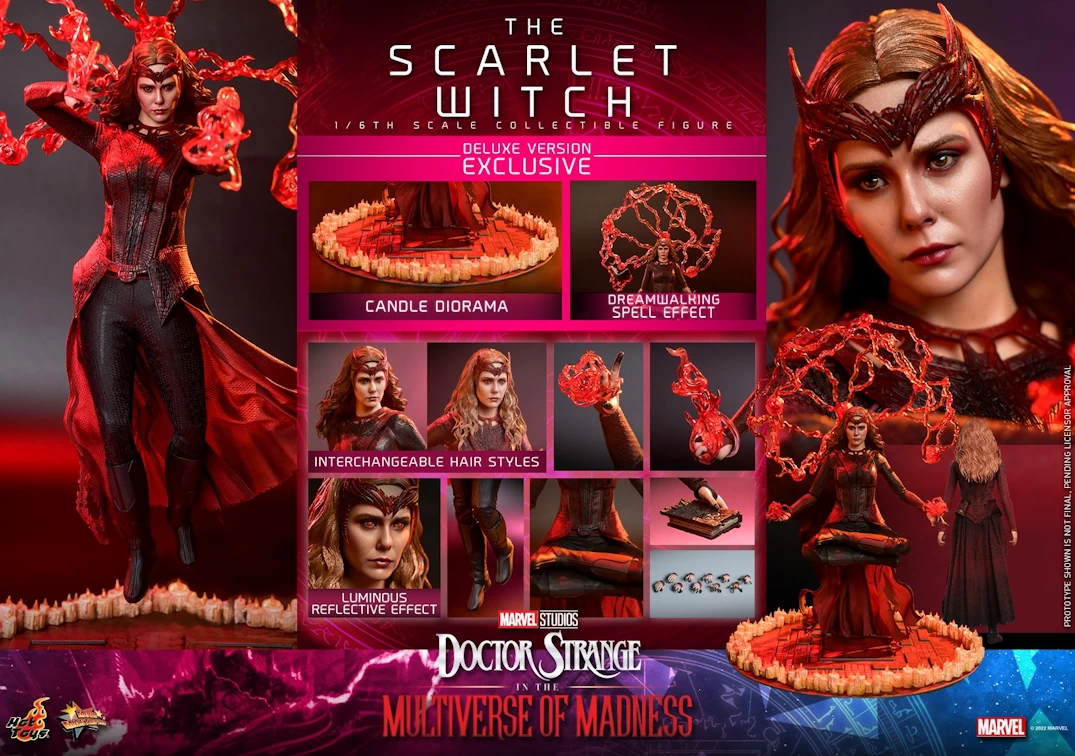 THE
SCARLET
WITCH
1/6TH SCALE COLLECTIBLE FIGURE
DELUXE VERSION
EXCLUSIVE
CANDLE DIORAMA
DREAMWALKING
SPELL EFFECT
INTERCHANGEABLE HAIR STYLES
LUMINOUS
REFLECTIVE EFFECT
MARVEL STUDIOS
DOCTOR STRANGE
IN THE
MULTIVERSE OF MADNESS
Hot Toys
MARVEL © 2022 MARVEL
PROTOTYPE SHOWN IS NOT FINAL, PENDING LICENSOR APPROVAL